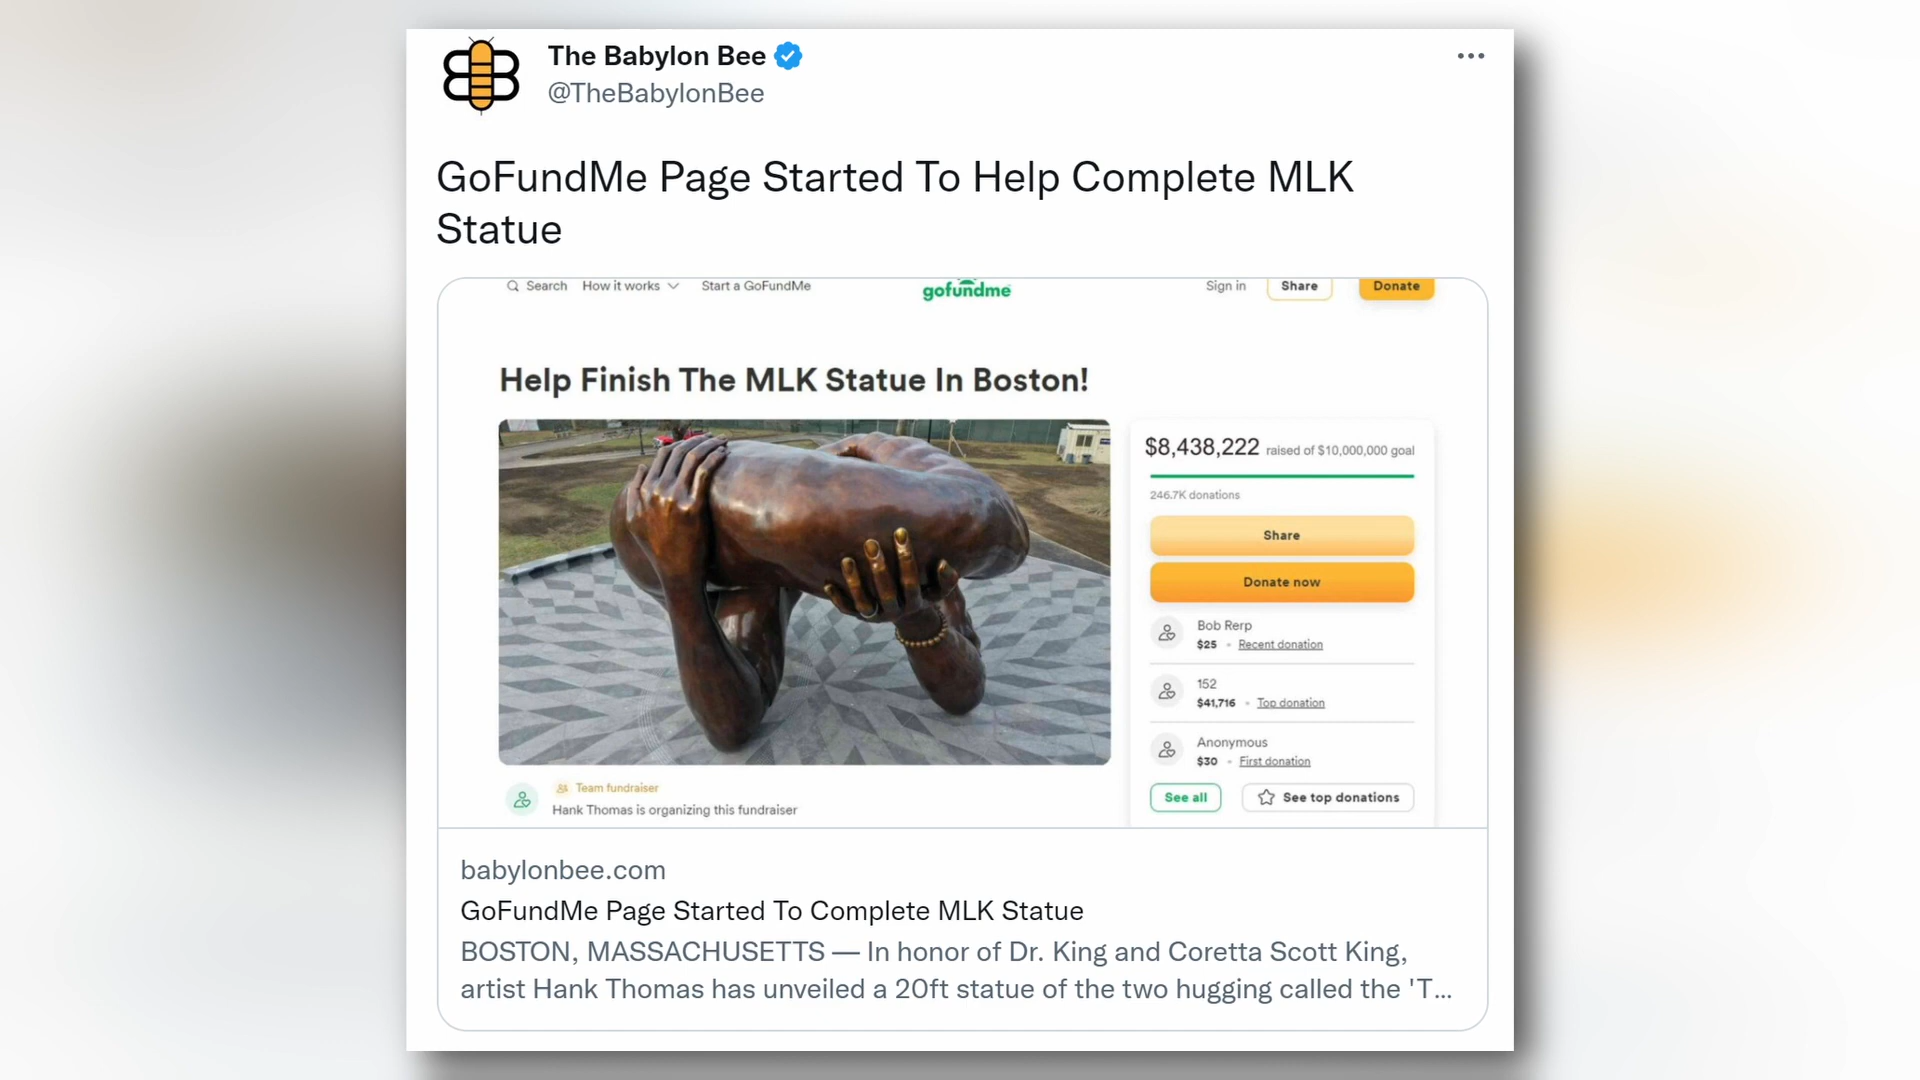 The Babylon Bee
@TheBabylonBee
GoFundMe Page Started To Help Complete MLK
Statue
Search How it works Start a GoFundMe gofundme Sign in Share Donate
Help Finish The MLK Statue In Boston!
$8,438,222 raised of $10,000,000 goal
246.7K donations
Share
Donate now
Bob Rerp
$25 • Recent donation
152
$41,716 • Top donation
Anonymous
$30 • First donation
See all See top donations
Team fundraiser
Hank Thomas is organizing this fundraiser
babylonbee.com
GoFundMe Page Started To Complete MLK Statue
BOSTON, MASSACHUSETTS — In honor of Dr. King and Coretta Scott King,
artist Hank Thomas has unveiled a 20ft statue of the two hugging called the 'T...